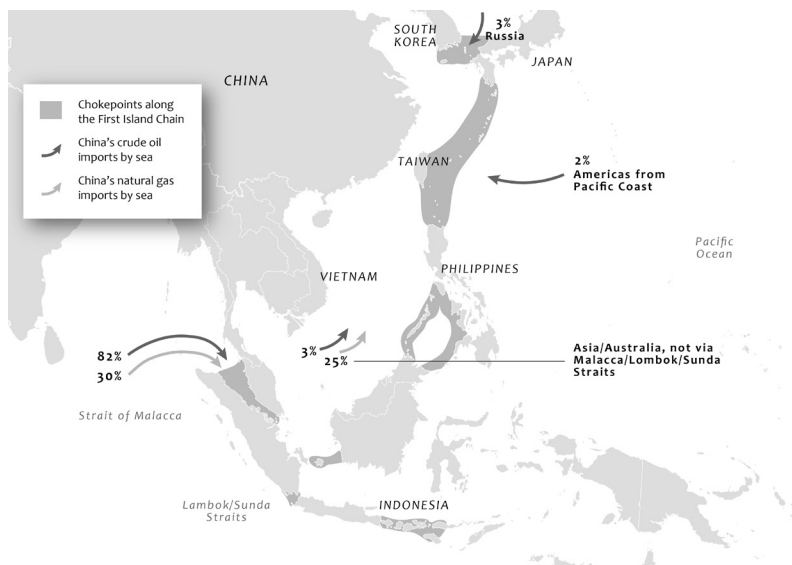 SOUTH
KOREA
3%
Russia
JAPAN
CHINA
Chokepoints along
the First Island Chain
China's crude oil
imports by sea
China's natural gas
imports by sea
TAIWAN
2%
Americas from
Pacific Coast
Pacific
Ocean
PHILIPPINES
VIETNAM
82%
30%
3%
25%
Asia/Australia, not via
Malacca/Lombok/Sunda
Straits
Strait of Malacca
Lambok/Sunda
Straits
INDONESIA